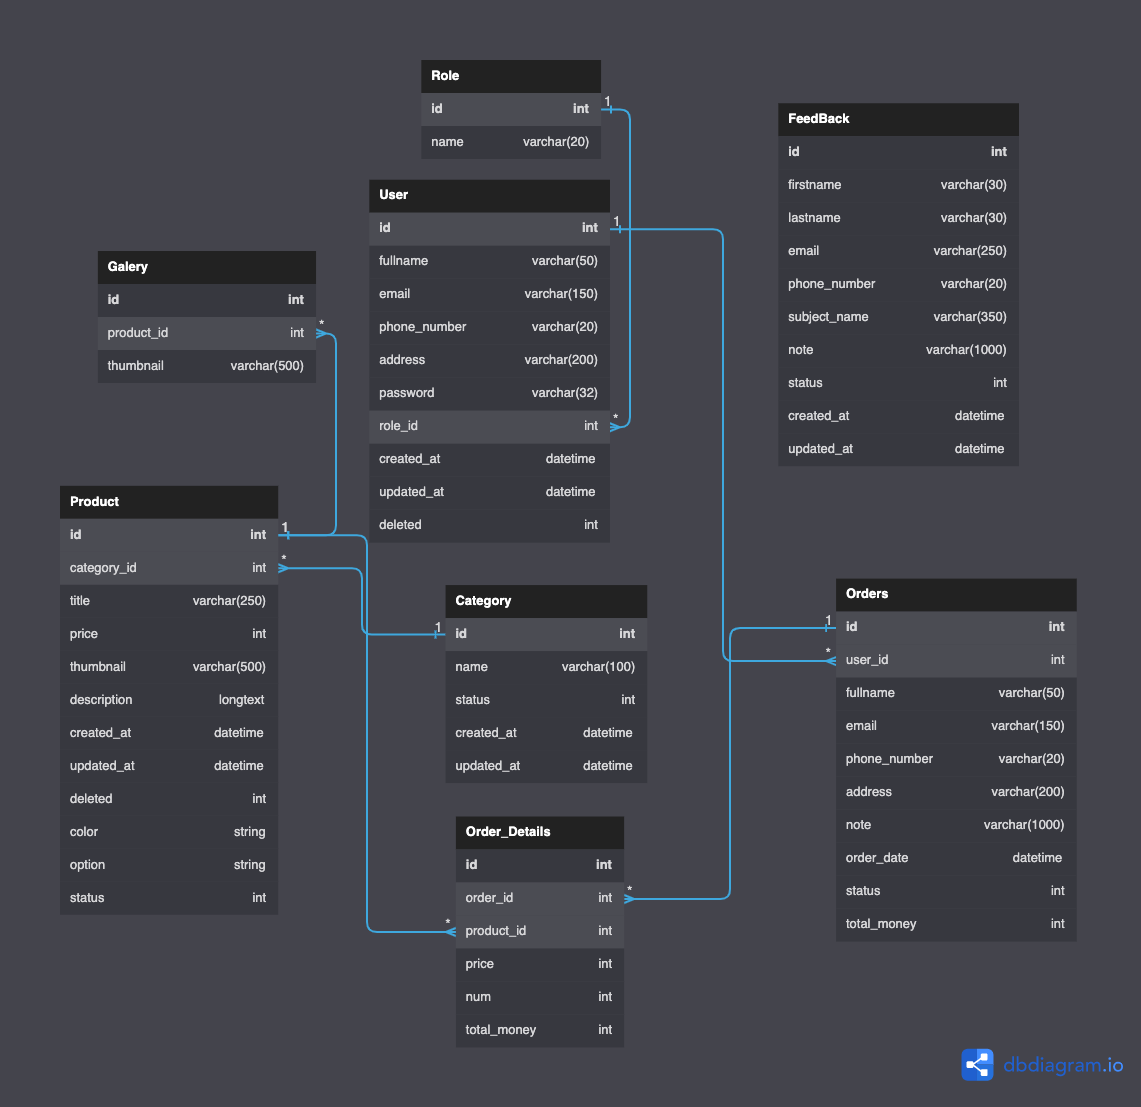 Role
id int
name varchar(20)
User
id int
fullname varchar(50)
email varchar(150)
phone_number varchar(20)
address varchar(200)
password varchar(32)
role_id int
created_at datetime
updated_at datetime
deleted int
FeedBack
id int
firstname varchar(30)
lastname varchar(30)
email varchar(250)
phone_number varchar(20)
subject_name varchar(350)
note varchar(1000)
status int
created_at datetime
updated_at datetime
Galery
id int
product_id int
thumbnail varchar(500)
Product
id int
category_id int
title varchar(250)
price int
thumbnail varchar(500)
description longtext
created_at datetime
updated_at datetime
deleted int
color string
option string
status int
Category
id int
name varchar(100)
status int
created_at datetime
updated_at datetime
Order_Details
id int
order_id int
product_id int
price int
num int
total_money int
Orders
id int
user_id int
fullname varchar(50)
email varchar(150)
phone_number varchar(20)
address varchar(200)
note varchar(1000)
order_date datetime
status int
total_money int
1
*
1
*
*
1
*
1
1
*
*
*
dbdiagram.io